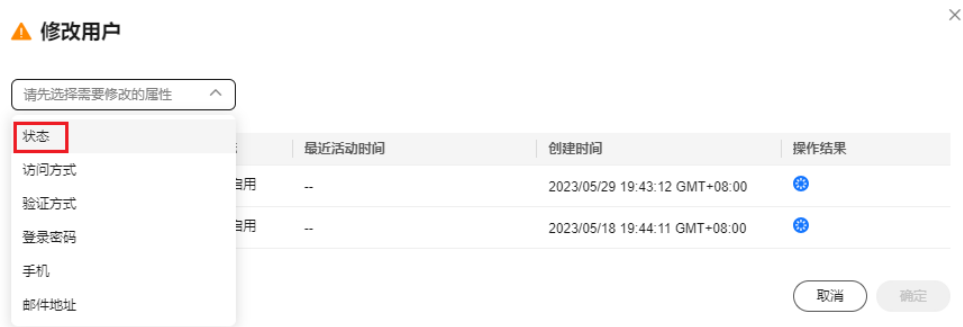 修改用户
请先选择需要修改的属性
状态
最近活动时间 创建时间 操作结果
访问方式
启用 -- 2023/05/29 19:43:12 GMT+08:00
验证方式
启用 -- 2023/05/18 19:44:11 GMT+08:00
登录密码
手机
邮件地址
取消 确定